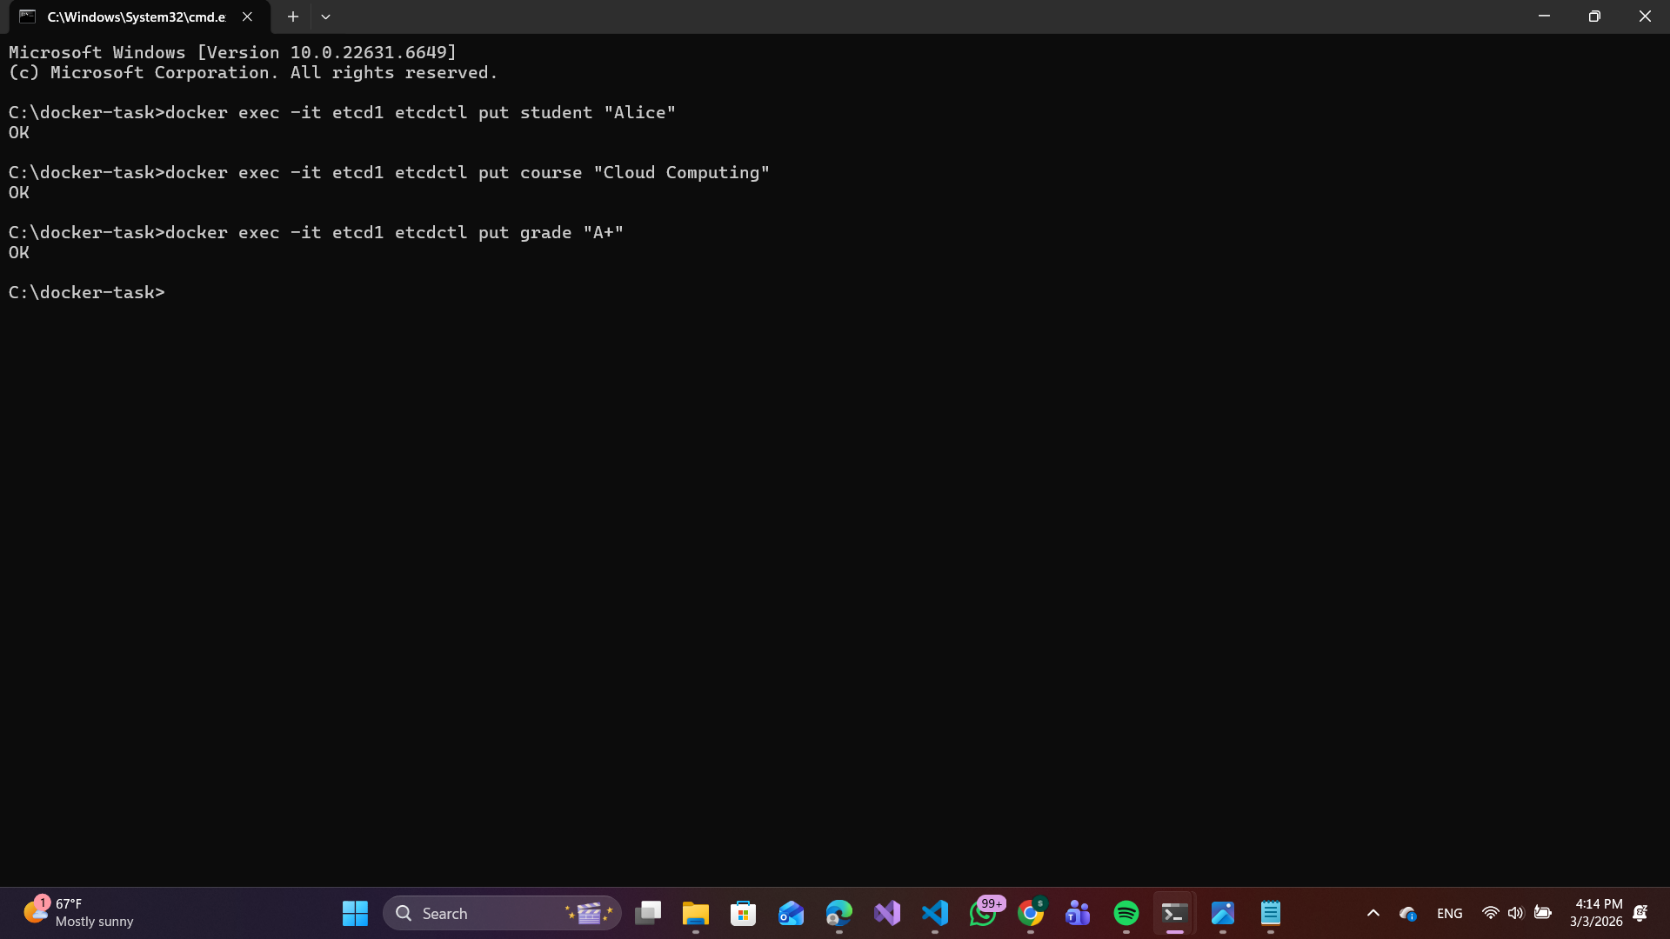 C:\Windows\System32\cmd.e
Microsoft Windows [Version 10.0.22631.6649]
(c) Microsoft Corporation. All rights reserved.
C:\docker-task>docker exec -it etcd1 etcdctl put student "Alice"
OK
C:\docker-task>docker exec -it etcd1 etcdctl put course "Cloud Computing"
OK
C:\docker-task>docker exec -it etcd1 etcdctl put grade "A+"
OK
C:\docker-task>
1
67°F
Mostly sunny
Search
99+
s
ENG
4:14 PM
3/3/2026